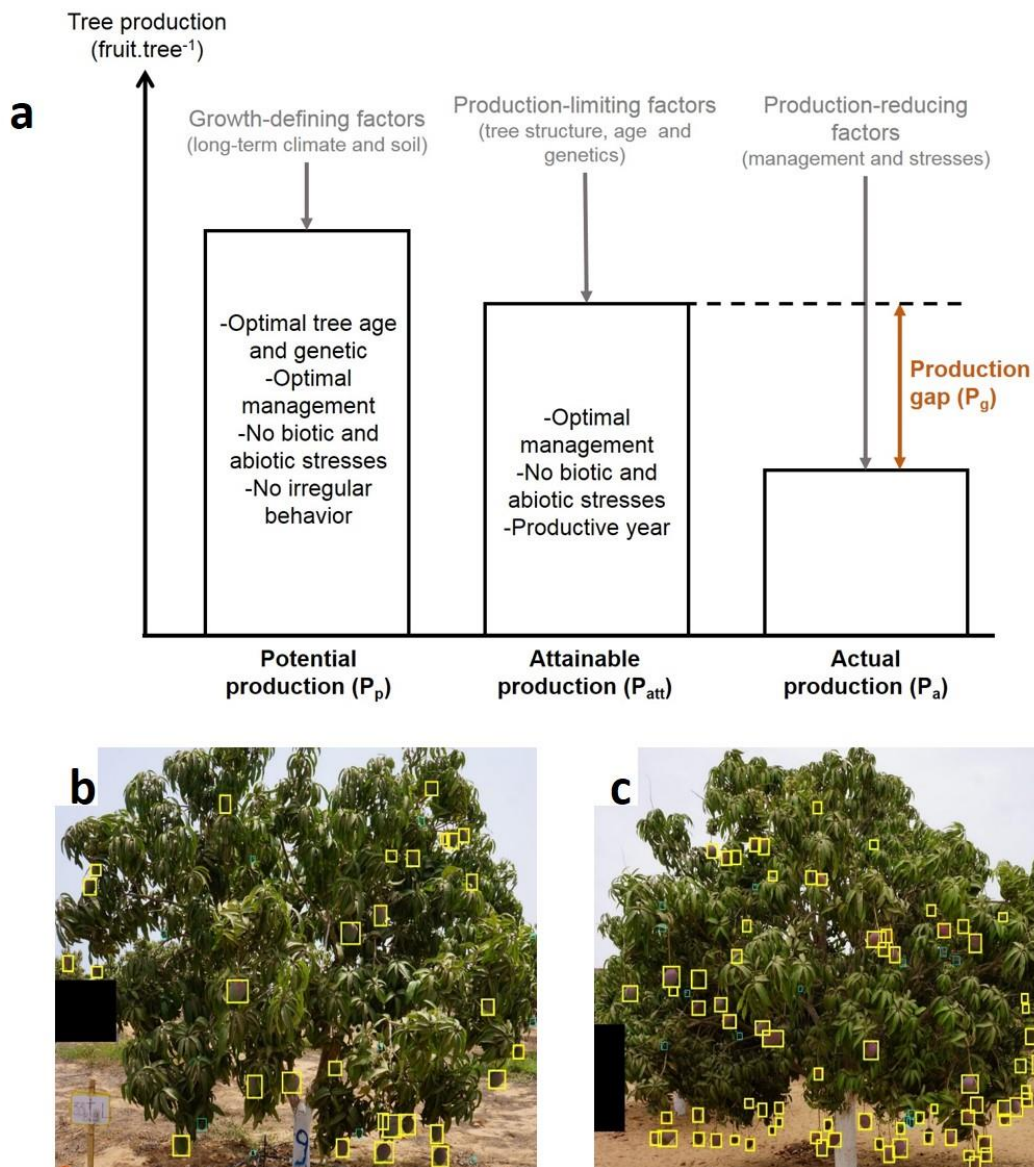 Tree production
(fruit.tree⁻¹)
a
Growth-defining factors
(long-term climate and soil)
Production-limiting factors
(tree structure, age and
genetics)
Production-reducing
factors
(management and stresses)
-Optimal tree age
and genetic
-Optimal
management
-No biotic and
abiotic stresses
-No irregular
behavior
-Optimal
management
-No biotic and
abiotic stresses
-Productive year
Production
gap (Pg)
Potential
production (Pp)
Attainable
production (Patt)
Actual
production (Pa)
b
c